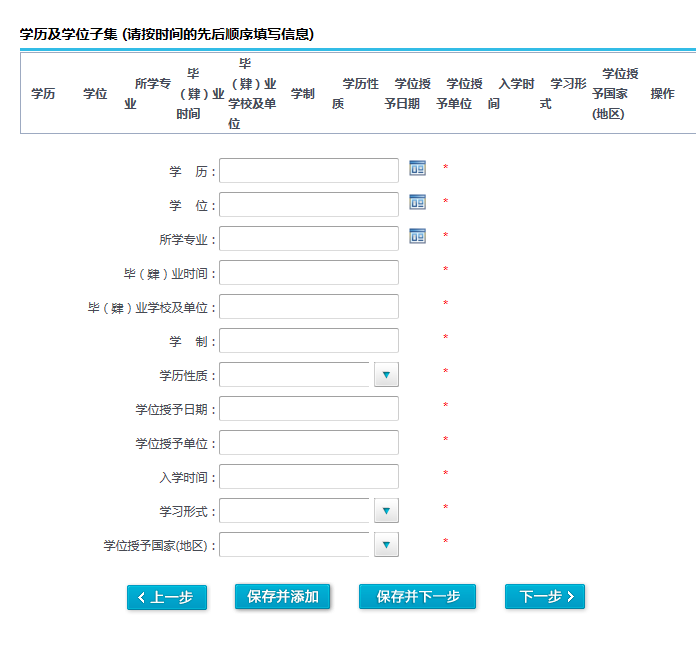 学历及学位子集 (请按时间的先后顺序填写信息)
学历 学位 所学专业 毕（肄）业时间 毕（肄）业学校及单位 学制 学历性质 学位授予日期 学位授予单位 入学时间 学习形式 学位授予国家(地区) 操作
学 历： *
学 位： *
所学专业： *
毕（肄）业时间： *
毕（肄）业学校及单位： *
学 制： *
学历性质： *
学位授予日期： *
学位授予单位： *
入学时间： *
学习形式： *
学位授予国家(地区)： *
上一步 保存并添加 保存并下一步 下一步